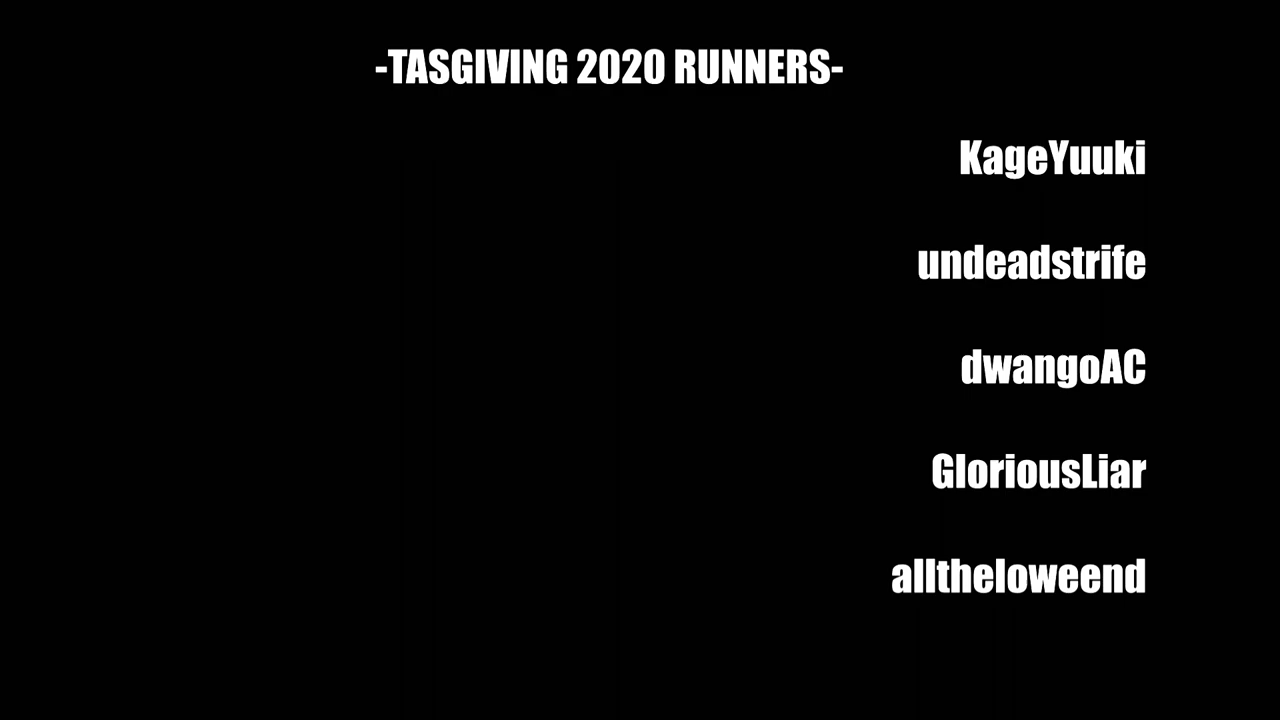 -TASGIVING 2020 RUNNERS-
KageYuuki
undeadstrife
dwangoAC
GloriousLiar
alltheloweend